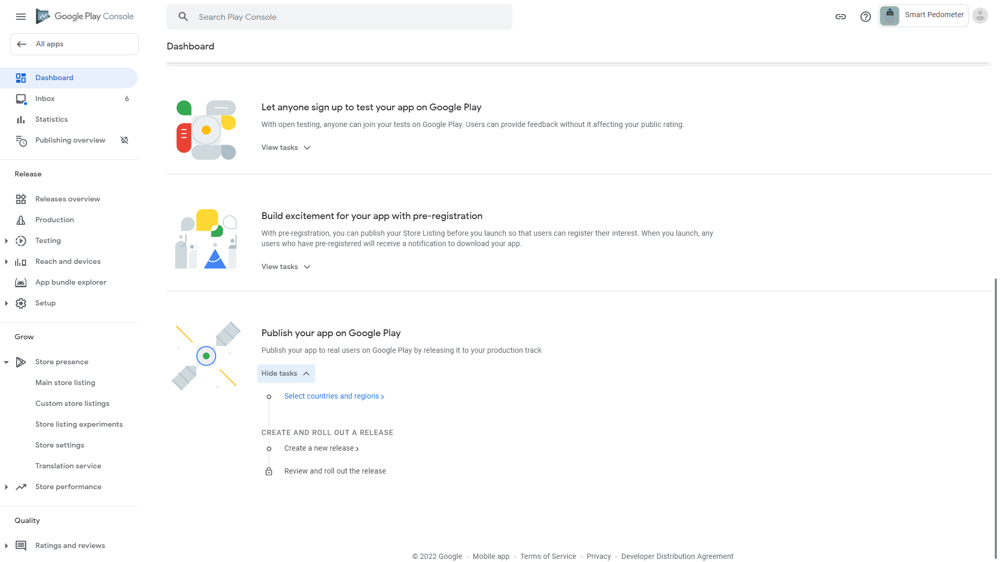 Google Play Console
Search Play Console
Smart Pedometer
All apps
Dashboard
Dashboard
Inbox 6
Statistics
Publishing overview
Release
Releases overview
Production
Testing
Reach and devices
App bundle explorer
Setup
Grow
Store presence
Main store listing
Custom store listings
Store listing experiments
Store settings
Translation service
Store performance
Quality
Ratings and reviews
Let anyone sign up to test your app on Google Play
With open testing, anyone can join your tests on Google Play. Users can provide feedback without it affecting your public rating.
View tasks
Build excitement for your app with pre-registration
With pre-registration, you can publish your Store Listing before you launch so that users can register their interest. When you launch, any
users who have pre-registered will receive a notification to download your app.
View tasks
Publish your app on Google Play
Publish your app to real users on Google Play by releasing it to your production track
Hide tasks
Select countries and regions
CREATE AND ROLL OUT A RELEASE
Create a new release
Review and roll out the release
© 2022 Google • Mobile app • Terms of Service • Privacy • Developer Distribution Agreement